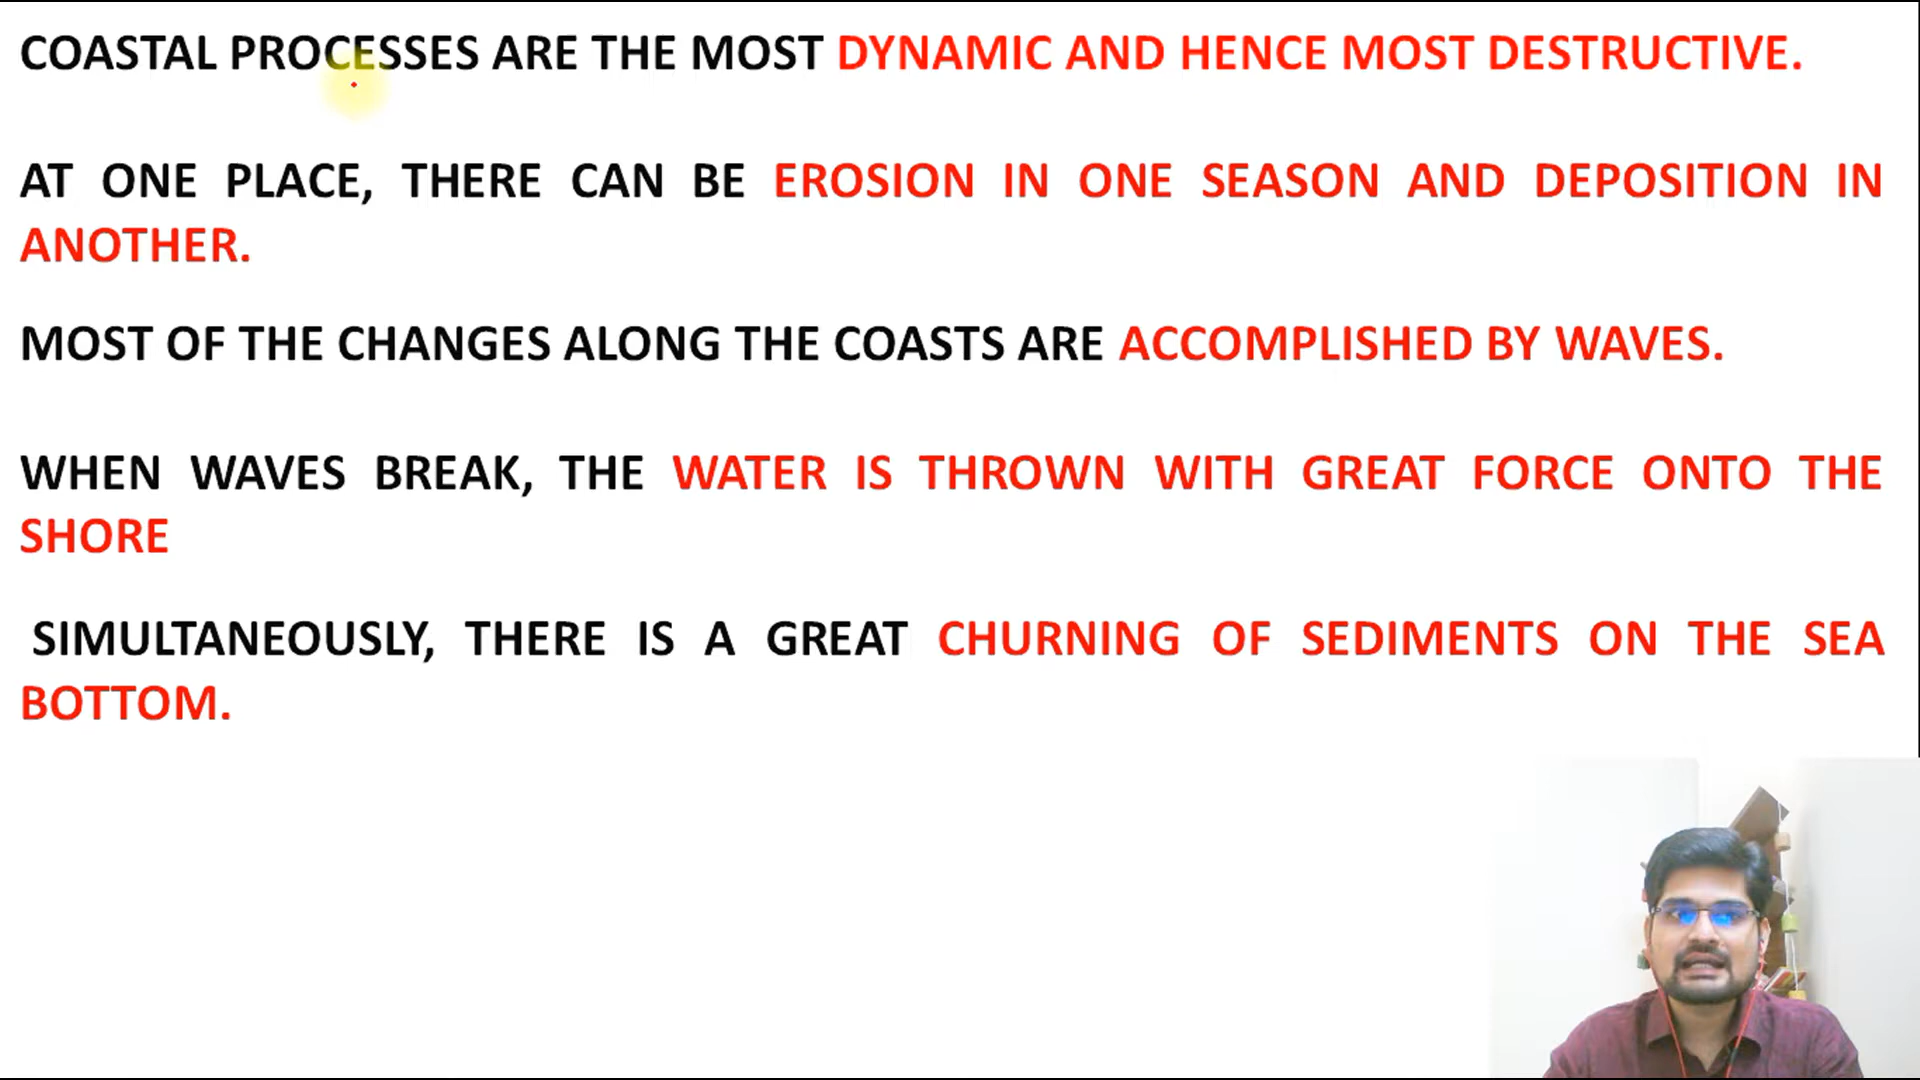 COASTAL PROCESSES ARE THE MOST DYNAMIC AND HENCE MOST DESTRUCTIVE.
AT ONE PLACE, THERE CAN BE EROSION IN ONE SEASON AND DEPOSITION IN
ANOTHER.
MOST OF THE CHANGES ALONG THE COASTS ARE ACCOMPLISHED BY WAVES.
WHEN WAVES BREAK, THE WATER IS THROWN WITH GREAT FORCE ONTO THE
SHORE
SIMULTANEOUSLY, THERE IS A GREAT CHURNING OF SEDIMENTS ON THE SEA
BOTTOM.